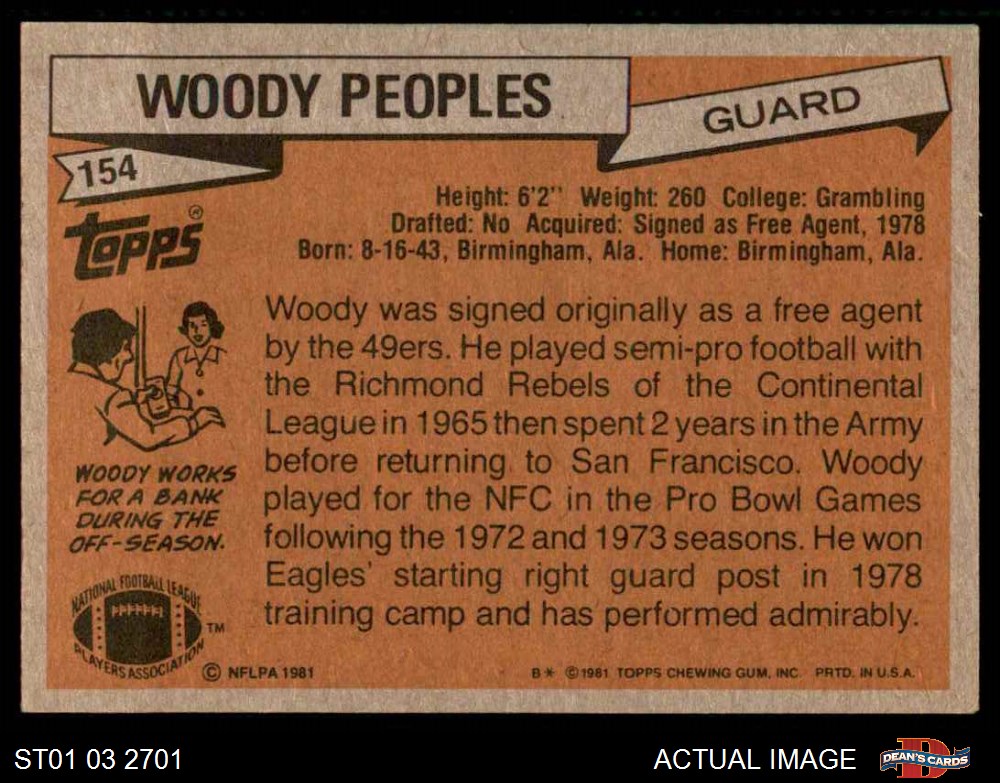 WOODY PEOPLES
GUARD
154
Topps®
Height: 6'2" Weight: 260 College: Grambling
Drafted: No Acquired: Signed as Free Agent, 1978
Born: 8-16-43, Birmingham, Ala. Home: Birmingham, Ala.
Woody was signed originally as a free agent
by the 49ers. He played semi-pro football with
the Richmond Rebels of the Continental
League in 1965 then spent 2 years in the Army
before returning to San Francisco. Woody
played for the NFC in the Pro Bowl Games
following the 1972 and 1973 seasons. He won
Eagles' starting right guard post in 1978
training camp and has performed admirably.
WOODY WORKS
FOR A BANK
DURING THE
OFF-SEASON.
NATIONAL FOOTBALL LEAGUE
PLAYERS ASSOCIATION
TM
© NFLPA 1981
B* ©1981 TOPPS CHEWING GUM, INC. PRTD. IN U.S.A.
ST01 03 2701
ACTUAL IMAGE
DEAN'S CARDS